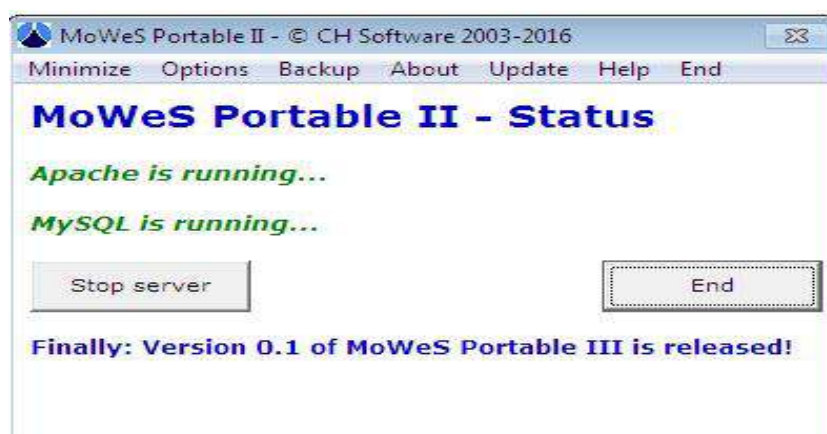 MoWeS Portable II - © CH Software 2003-2016
Minimize Options Backup About Update Help End
MoWeS Portable II - Status
Apache is running...
MySQL is running...
Stop server End
Finally: Version 0.1 of MoWeS Portable III is released!